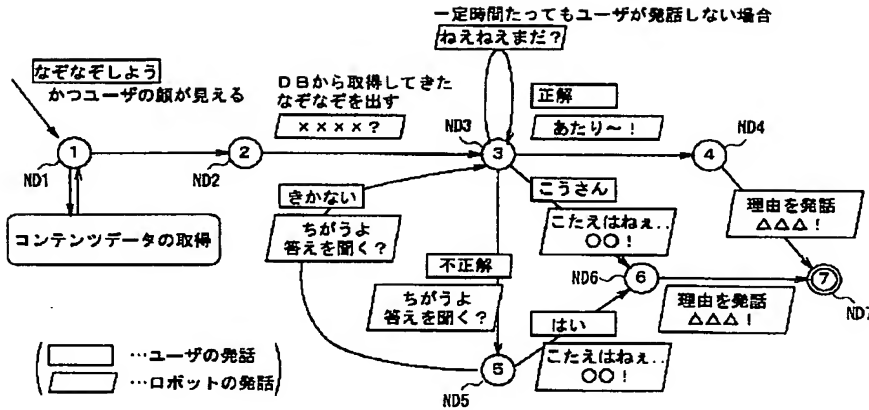 一定時間たってもユーザが発話しない場合
ねえねえまだ?
なぞなぞしよう
かつユーザの顔が見える
DBから取得してきた
なぞなぞを出す
××××?
ND3
正解
あたり〜!
ND4
1
2
3
4
ND1
ND2
コンテンツデータの取得
きかない
ちがうよ
答えを聞く?
こうさん
こたえはねぇ..
○○!
理由を発話
△△△!
不正解
ちがうよ
答えを聞く?
ND6
6
7
ND7
理由を発話
△△△!
はい
こたえはねぇ..
○○!
5
ND5
…ユーザの発話
…ロボットの発話